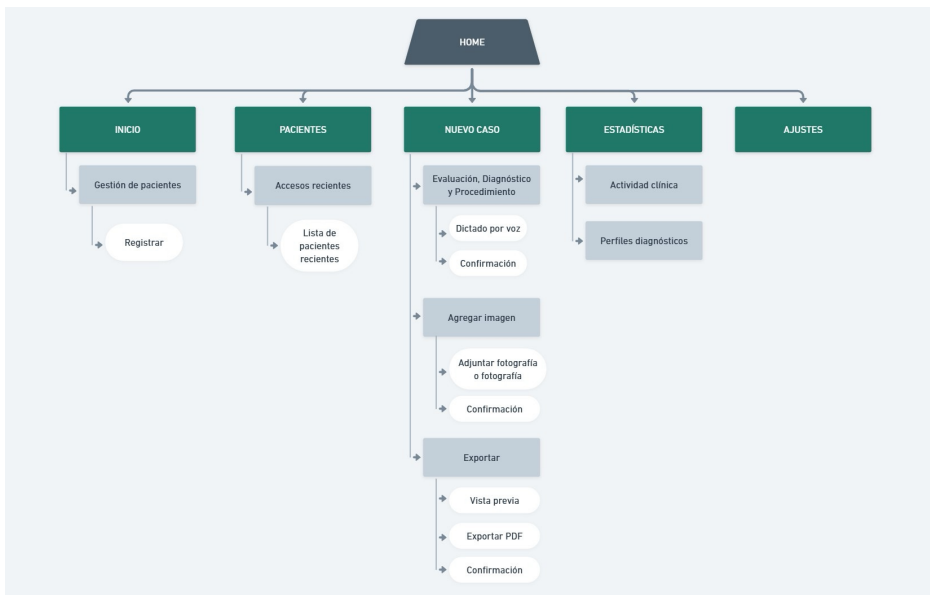 HOME
INICIO
Gestión de pacientes
Registrar
PACIENTES
Accesos recientes
Lista de
pacientes
recientes
NUEVO CASO
Evaluación, Diagnóstico
y Procedimiento
Dictado por voz
Confirmación
Agregar imagen
Adjuntar fotografía
o fotografía
Confirmación
Exportar
Vista previa
Exportar PDF
Confirmación
ESTADÍSTICAS
Actividad clínica
Perfiles diagnósticos
AJUSTES